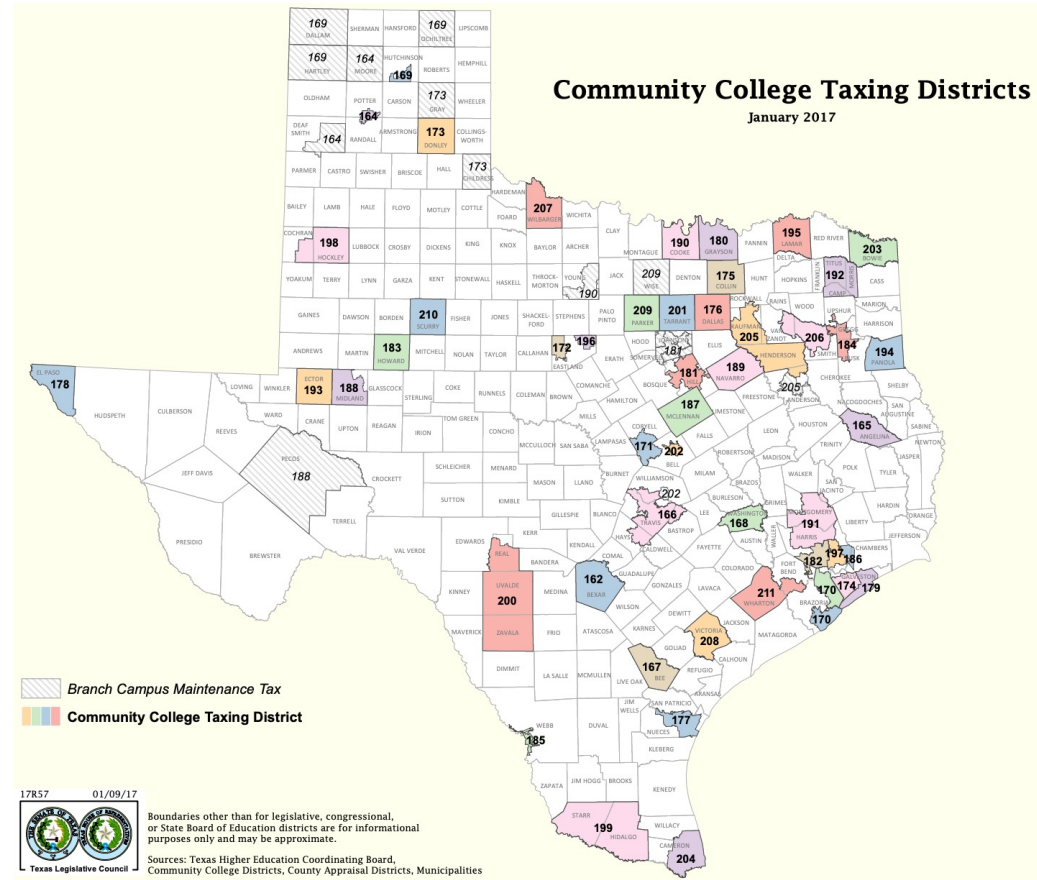 Community College Taxing Districts
January 2017
169
DALLAM
SHERMAN
HANSFORD
169
OCHILTREE
LIPSCOMB
169
HARTLEY
164
MOORE
HUTCHINSON
169
ROBERTS
HEMPHILL
OLDHAM
POTTER
164
CARSON
173
GRAY
WHEELER
DEAF
SMITH
164
RANDALL
ARMSTRONG
173
DONLEY
COLLINGS-
WORTH
PARMER
CASTRO
SWISHER
BRISCOE
HALL
173
CHILDRESS
HARDEMAN
BAILEY
LAMB
HALE
FLOYD
MOTLEY
COTTLE
FOARD
207
WILBARGER
WICHITA
CLAY
COCHRAN
198
HOCKLEY
LUBBOCK
CROSBY
DICKENS
KING
KNOX
BAYLOR
ARCHER
MONTAGUE
190
COOKE
180
GRAYSON
FANNIN
195
LAMAR
RED RIVER
203
BOWIE
DELTA
YOAKUM
TERRY
LYNN
GARZA
KENT
STONEWALL
HASKELL
THROCK-
MORTON
YOUNG
190
JACK
209
WISE
DENTON
175
COLLIN
HUNT
HOPKINS
FRANKLIN
TITUS
192
CAMP
MORRIS
CASS
MARION
GAINES
DAWSON
BORDEN
210
SCURRY
FISHER
JONES
SHACKEL-
FORD
STEPHENS
PALO
PINTO
209
PARKER
201
TARRANT
176
DALLAS
ROCKWALL
RAINS
WOOD
UPSHUR
HARRISON
KAUFMAN
205
VAN
ZANDT
206
SMITH
GREGG
184
RUSK
194
PANOLA
ANDREWS
MARTIN
183
HOWARD
MITCHELL
NOLAN
TAYLOR
CALLAHAN
172
EASTLAND
196
ERATH
HOOD
SOMERVELL
JOHNSON
181
ELLIS
HENDERSON
189
NAVARRO
181
HILL
BOSQUE
COMANCHE
EL PASO
178
HUDSPETH
CULBERSON
REEVES
LOVING
WINKLER
ECTOR
193
188
MIDLAND
GLASSCOCK
STERLING
COKE
RUNNELS
COLEMAN
BROWN
HAMILTON
187
MCLENNAN
LIMESTONE
FREESTONE
205
ANDERSON
CHEROKEE
NACOGDOCHES
SHELBY
SAN
AUGUSTINE
SABINE
165
ANGELINA
WARD
CRANE
UPTON
REAGAN
IRION
TOM GREEN
CONCHO
MCCULLOCH
SAN SABA
MILLS
LAMPASAS
CORYELL
171
202
BELL
FALLS
LEON
HOUSTON
TRINITY
NEWTON
JASPER
PECOS
188
JEFF DAVIS
CROCKETT
SCHLEICHER
MENARD
MASON
LLANO
BURNET
WILLIAMSON
202
MILAM
ROBERTSON
BRAZOS
MADISON
WALKER
SAN
JACINTO
POLK
TYLER
HARDIN
ORANGE
PRESIDIO
BREWSTER
TERRELL
SUTTON
KIMBLE
GILLESPIE
BLANCO
HAYS
TRAVIS
166
BASTROP
LEE
BURLESON
GRIMES
WASHINGTON
168
MONTGOMERY
191
HARRIS
LIBERTY
JEFFERSON
CHAMBERS
VAL VERDE
EDWARDS
REAL
KERR
BANDERA
KENDALL
COMAL
CALDWELL
FAYETTE
AUSTIN
WALLER
182
197
186
KINNEY
UVALDE
200
ZAVALA
MEDINA
162
BEXAR
GUADALUPE
GONZALES
LAVACA
COLORADO
FORT
BEND
211
WHARTON
170
174
GALVESTON
179
BRAZORIA
170
MATAGORDA
MAVERICK
FRIO
ATASCOSA
WILSON
KARNES
DEWITT
JACKSON
VICTORIA
208
GOLIAD
CALHOUN
DIMMIT
LA SALLE
MCMULLEN
LIVE OAK
167
BEE
REFUGIO
ARANSAS
SAN PATRICIO
177
NUECES
JIM
WELLS
WEBB
185
DUVAL
KLEBERG
ZAPATA
JIM HOGG
BROOKS
KENEDY
STARR
199
HIDALGO
WILLACY
CAMERON
204
Branch Campus Maintenance Tax
Community College Taxing District
17R57 01/09/17
THE SENATE OF TEXAS
Texas Legislative Council
Boundaries other than for legislative, congressional,
or State Board of Education districts are for informational
purposes only and may be approximate.
Sources: Texas Higher Education Coordinating Board,
Community College Districts, County Appraisal Districts, Municipalities